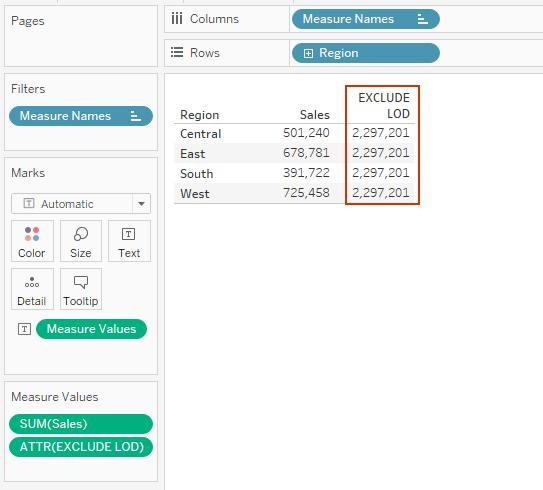 Pages
Columns
Measure Names
Rows
Region
Filters
Measure Names
Marks
Automatic
Color Size Text
Detail Tooltip
Measure Values
Measure Values
SUM(Sales)
ATTR(EXCLUDE LOD)
EXCLUDE
Region Sales LOD
Central 501,240 2,297,201
East 678,781 2,297,201
South 391,722 2,297,201
West 725,458 2,297,201